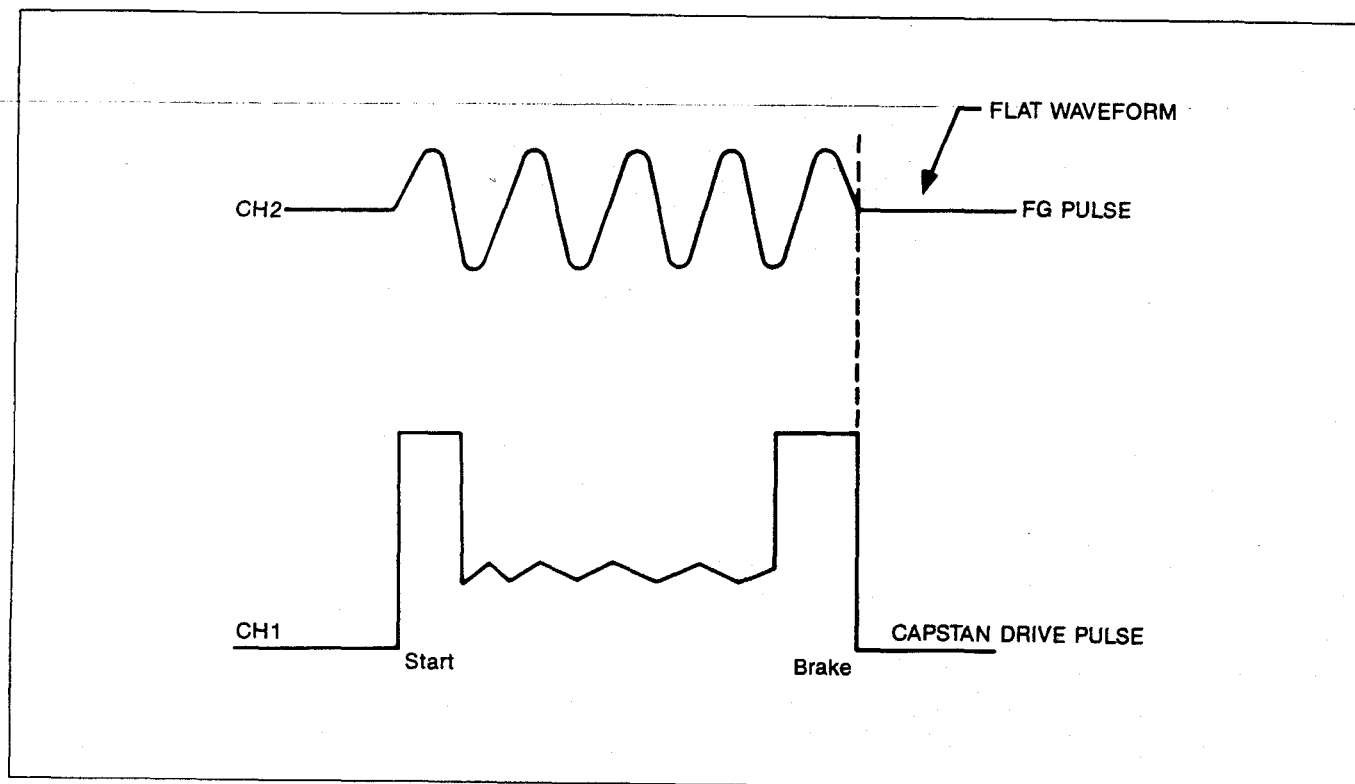 FLAT WAVEFORM
CH2
FG PULSE
CH1
CAPSTAN DRIVE PULSE
Start
Brake